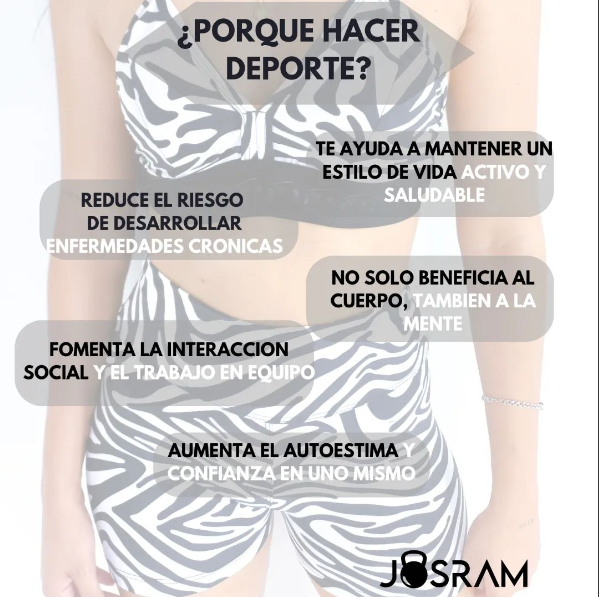 ¿PORQUE HACER
DEPORTE?
TE AYUDA A MANTENER UN
ESTILO DE VIDA ACTIVO Y
SALUDABLE
REDUCE EL RIESGO
DE DESARROLLAR
ENFERMEDADES CRONICAS
NO SOLO BENEFICIA AL
CUERPO, TAMBIEN A LA
MENTE
FOMENTA LA INTERACCION
SOCIAL Y EL TRABAJO EN EQUIPO
AUMENTA EL AUTOESTIMA Y
CONFIANZA EN UNO MISMO
JOSRAM